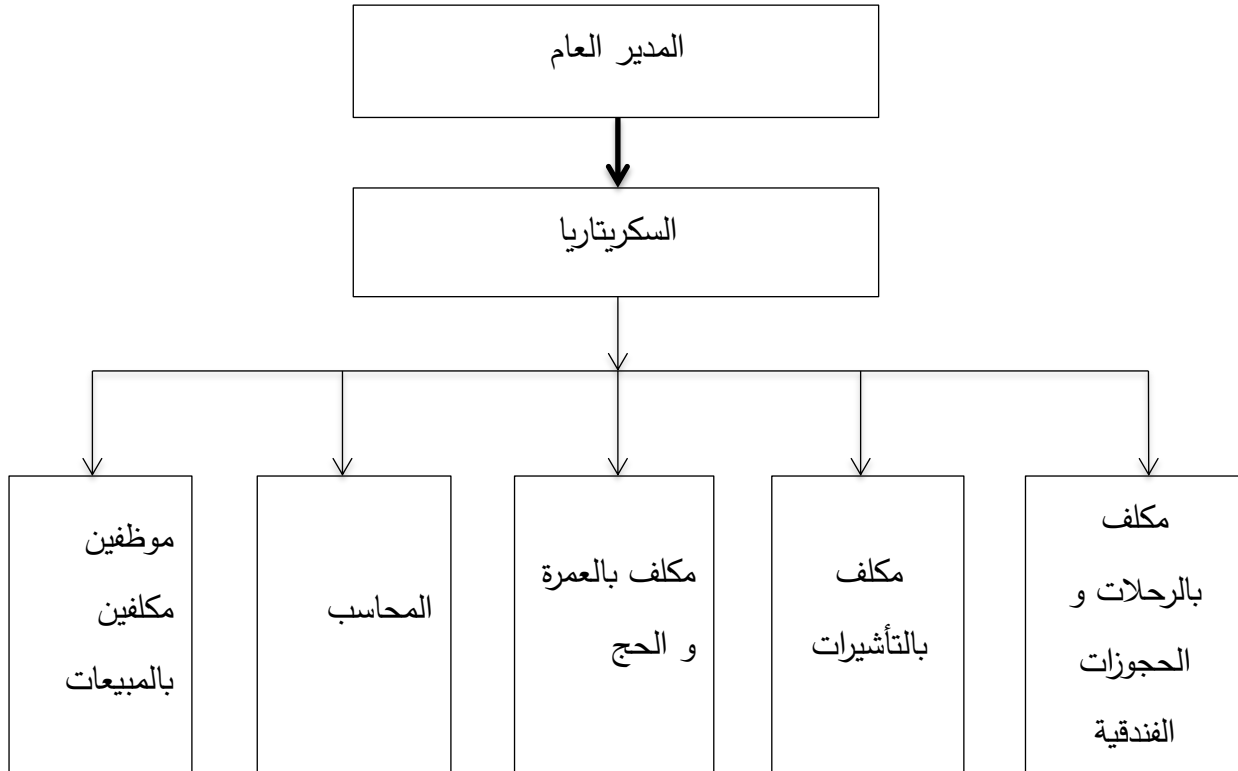 المدير العام
السكريتاريا
مكلف
بالرحلات و
الحجوزات
الفندقية
مكلف
بالتأشيرات
مكلف بالعمرة
و الحج
المحاسب
موظفين
مكلفين
بالمبيعات